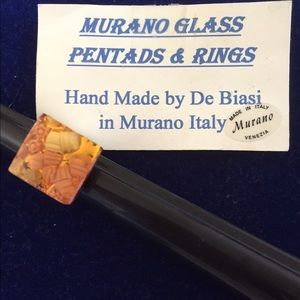 MURANO GLASS
PENTADS & RINGS
Hand Made by De Biasi
in Murano Italy
MADE IN ITALY
Murano
VENEZIA